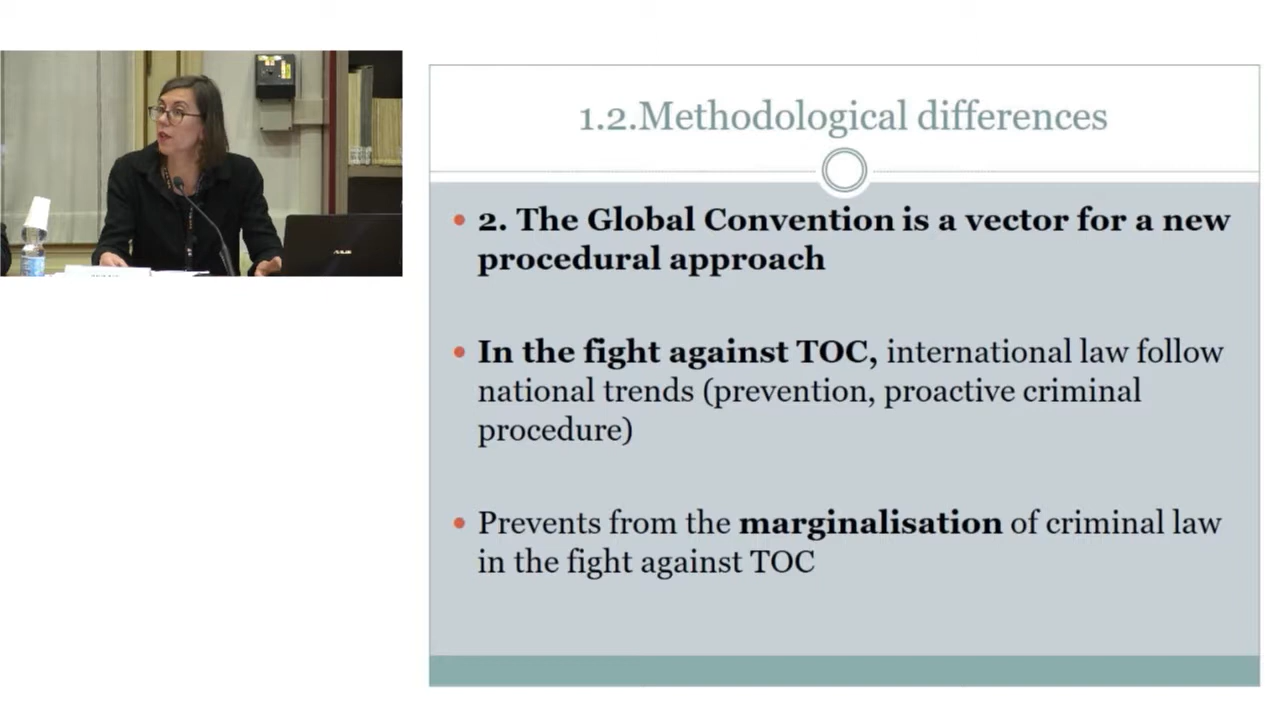 1.2.Methodological differences
• 2. The Global Convention is a vector for a new
procedural approach
• In the fight against TOC, international law follow
national trends (prevention, proactive criminal
procedure)
• Prevents from the marginalisation of criminal law
in the fight against TOC